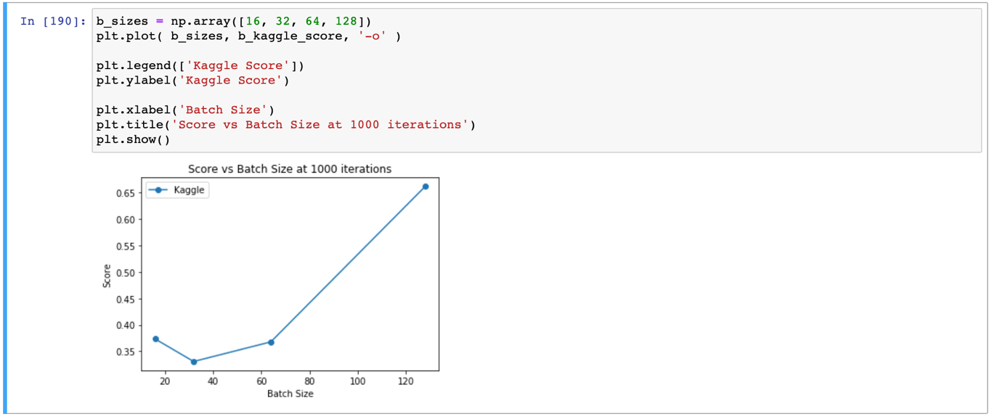 In [190]: b_sizes = np.array([16, 32, 64, 128])
plt.plot( b_sizes, b_kaggle_score, '-o' )
plt.legend(['Kaggle Score'])
plt.ylabel('Kaggle Score')
plt.xlabel('Batch Size')
plt.title('Score vs Batch Size at 1000 iterations')
plt.show()
Score vs Batch Size at 1000 iterations
Kaggle
0.65
0.60
0.55
0.50
0.45
0.40
0.35
Score
20 40 60 80 100 120
Batch Size